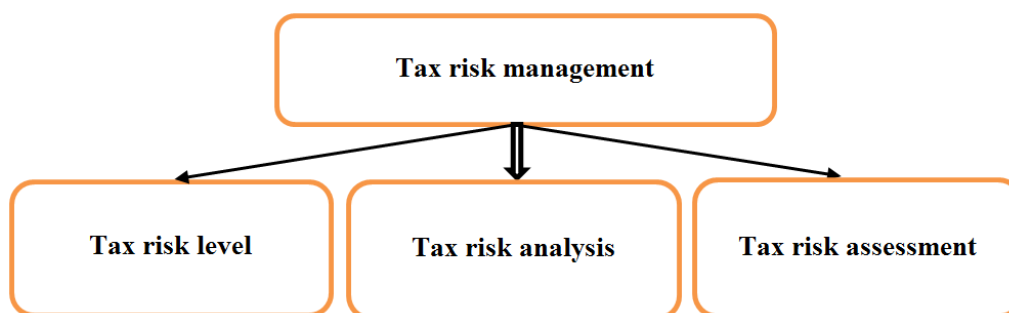 Tax risk management
Tax risk level
Tax risk analysis
Tax risk assessment